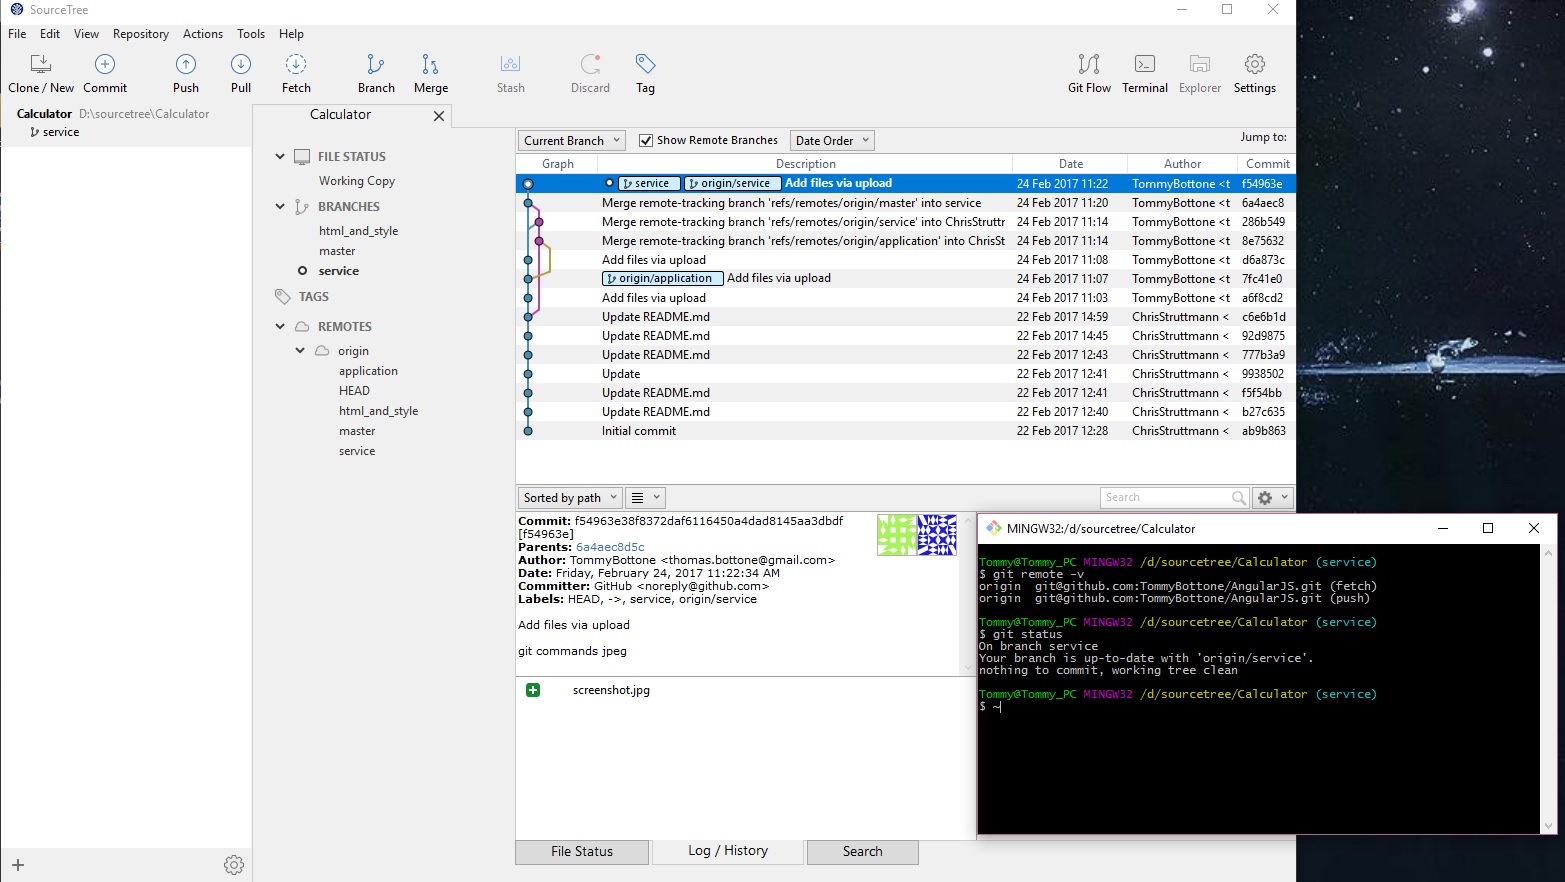 SourceTree
File Edit View Repository Actions Tools Help
Clone / New Commit Push Pull Fetch Branch Merge Stash Discard Tag Git Flow Terminal Explorer Settings
Calculator D:\sourcetree\Calculator
service
Calculator
FILE STATUS
Working Copy
BRANCHES
html_and_style
master
service
TAGS
REMOTES
origin
application
HEAD
html_and_style
master
service
Current Branch Show Remote Branches Date Order Jump to:
Graph Description Date Author Commit
service origin/service Add files via upload 24 Feb 2017 11:22 TommyBottone <t f54963e
Merge remote-tracking branch 'refs/remotes/origin/master' into service 24 Feb 2017 11:20 TommyBottone <t 6a4aec8
Merge remote-tracking branch 'refs/remotes/origin/service' into ChrisStruttr 24 Feb 2017 11:14 TommyBottone <t 286b549
Merge remote-tracking branch 'refs/remotes/origin/application' into ChrisSt 24 Feb 2017 11:14 TommyBottone <t 8e75632
Add files via upload 24 Feb 2017 11:08 TommyBottone <t d6a873c
origin/application Add files via upload 24 Feb 2017 11:07 TommyBottone <t 7fc41e0
Add files via upload 24 Feb 2017 11:03 TommyBottone <t a6f8cd2
Update README.md 22 Feb 2017 14:59 ChrisStruttmann < c6e6b1d
Update README.md 22 Feb 2017 14:45 ChrisStruttmann < 92d9875
Update README.md 22 Feb 2017 12:43 ChrisStruttmann < 777b3a9
Update 22 Feb 2017 12:41 ChrisStruttmann < 9938502
Update README.md 22 Feb 2017 12:41 ChrisStruttmann < f5f54bb
Update README.md 22 Feb 2017 12:40 ChrisStruttmann < b27c635
Initial commit 22 Feb 2017 12:28 ChrisStruttmann < ab9b863
Sorted by path Search
Commit: f54963e38f8372daf6116450a4dad8145aa3dbdf
[f54963e]
Parents: 6a4aec8d5c
Author: TommyBottone <thomas.bottone@gmail.com>
Date: Friday, February 24, 2017 11:22:34 AM
Committer: GitHub <noreply@github.com>
Labels: HEAD, ->, service, origin/service
Add files via upload
git commands jpeg
screenshot.jpg
File Status Log / History Search
MINGW32:/d/sourcetree/Calculator
Tommy@Tommy_PC MINGW32 /d/sourcetree/Calculator (service)
$ git remote -v
origin git@github.com:TommyBottone/AngularJS.git (fetch)
origin git@github.com:TommyBottone/AngularJS.git (push)
Tommy@Tommy_PC MINGW32 /d/sourcetree/Calculator (service)
$ git status
On branch service
Your branch is up-to-date with 'origin/service'.
nothing to commit, working tree clean
Tommy@Tommy_PC MINGW32 /d/sourcetree/Calculator (service)
$ ~